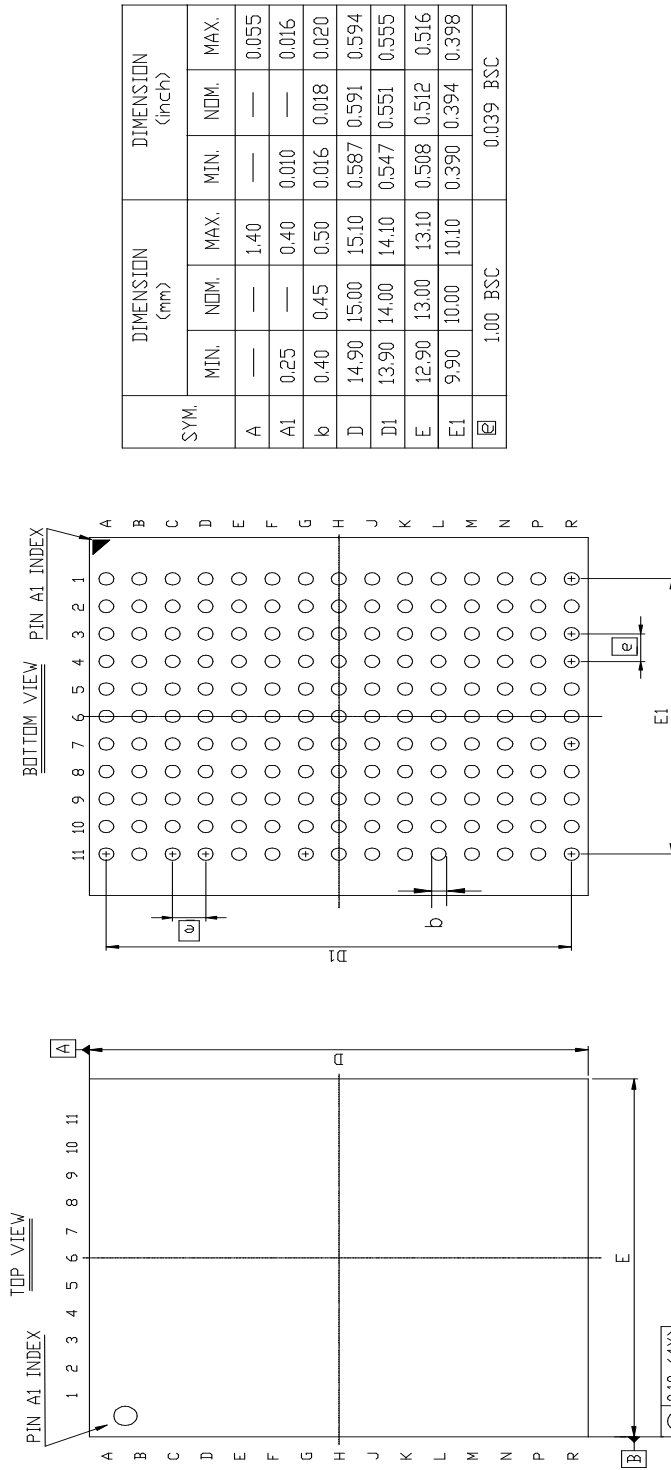 TOP VIEW
PIN A1 INDEX
1 2 3 4 5 6 7 8 9 10 11
A
B
C
D
E
F
G
H
J
K
L
M
N
P
R
A
D
E
B
BOTTOM VIEW
PIN A1 INDEX
11 10 9 8 7 6 5 4 3 2 1
A
B
C
D
E
F
G
H
J
K
L
M
N
P
R
e
D1
b
e
E1
SYM. DIMENSION (mm) DIMENSION (inch)
MIN. NOM. MAX. MIN. NOM. MAX.
A — — 1.40 — — 0.055
A1 0.25 — 0.40 0.010 — 0.016
b 0.40 0.45 0.50 0.016 0.018 0.020
D 14.90 15.00 15.10 0.587 0.591 0.594
D1 13.90 14.00 14.10 0.547 0.551 0.555
E 12.90 13.00 13.10 0.508 0.512 0.516
E1 9.90 10.00 10.10 0.390 0.394 0.398
e 1.00 BSC 0.039 BSC